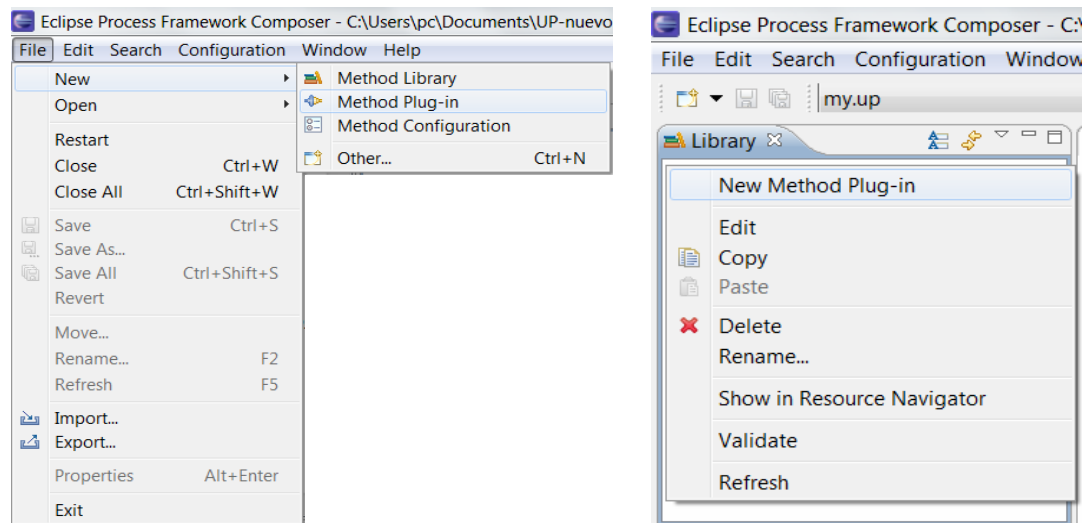 Eclipse Process Framework Composer - C:\Users\pc\Documents\UP-nuevo
File Edit Search Configuration Window Help
New
Open
Restart
Close Ctrl+W
Close All Ctrl+Shift+W
Save Ctrl+S
Save As...
Save All Ctrl+Shift+S
Revert
Move...
Rename... F2
Refresh F5
Import...
Export...
Properties Alt+Enter
Exit
Method Library
Method Plug-in
Method Configuration
Other... Ctrl+N
Eclipse Process Framework Composer - C:\
File Edit Search Configuration Window
my.up
Library
New Method Plug-in
Edit
Copy
Paste
Delete
Rename...
Show in Resource Navigator
Validate
Refresh